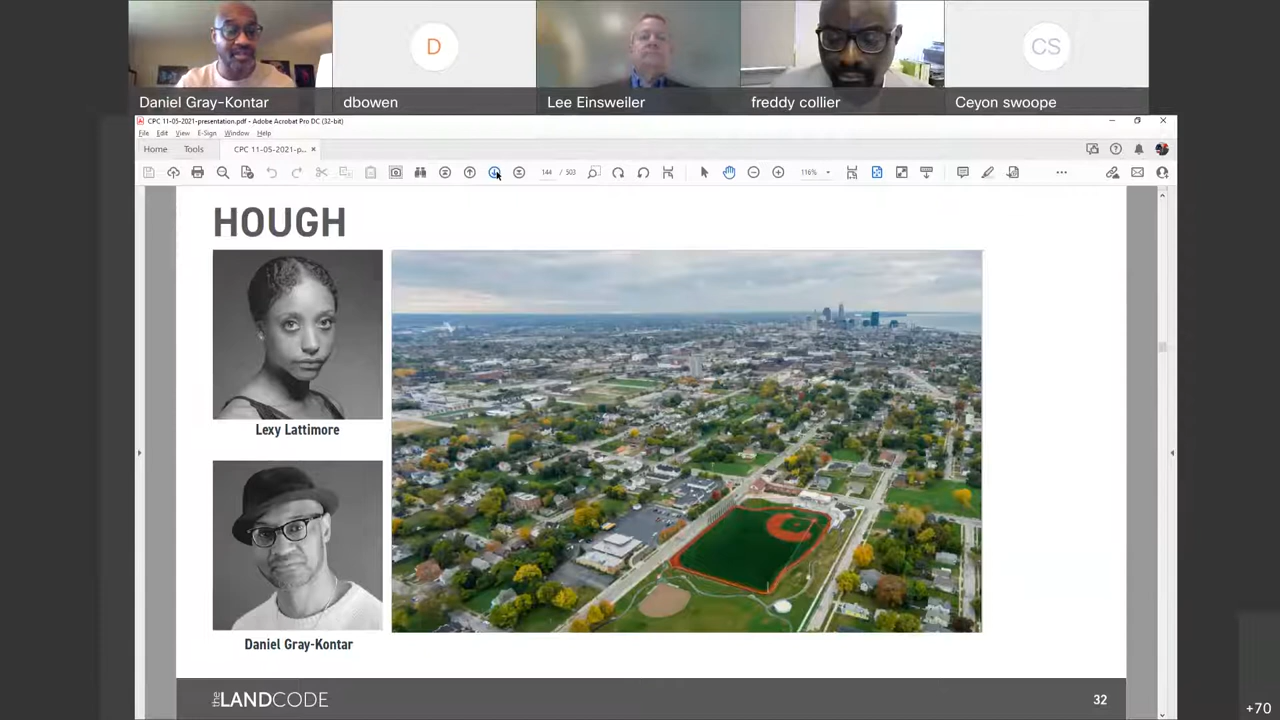 D
CS
Daniel Gray-Kontar
dbowen
Lee Einsweiler
freddy collier
Ceyon swoope
CPC 11-05-2021-presentation.pdf - Adobe Acrobat Pro DC (32-bit)
File Edit View E-Sign Window Help
Home Tools CPC 11-05-2021-p... ×
144 / 503 116%
HOUGH
Lexy Lattimore
Daniel Gray-Kontar
the LANDCODE
32
+70